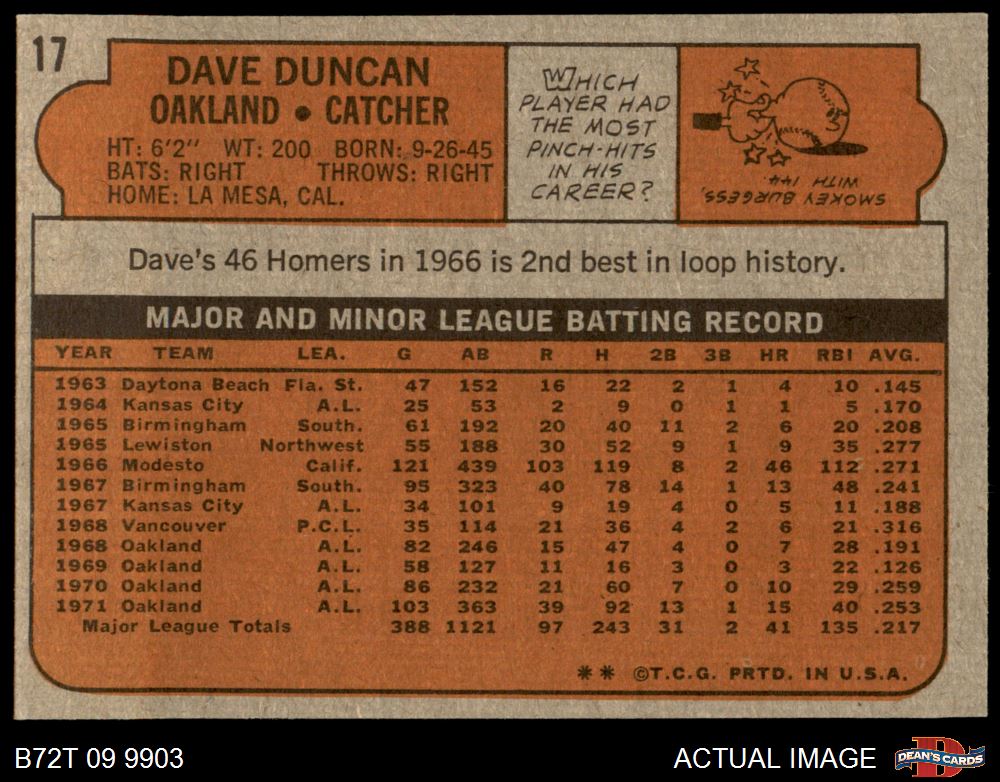 17
DAVE DUNCAN
OAKLAND • CATCHER
HT: 6'2" WT: 200 BORN: 9-26-45
BATS: RIGHT THROWS: RIGHT
HOME: LA MESA, CAL.
WHICH
PLAYER HAD
THE MOST
PINCH-HITS
IN HIS
CAREER?
SMOKEY BURGESS,
WITH 144.
Dave's 46 Homers in 1966 is 2nd best in loop history.
MAJOR AND MINOR LEAGUE BATTING RECORD
YEAR TEAM LEA. G AB R H 2B 3B HR RBI AVG.
1963 Daytona Beach Fla. St. 47 152 16 22 2 1 4 10 .145
1964 Kansas City A.L. 25 53 2 9 0 1 1 5 .170
1965 Birmingham South. 61 192 20 40 11 2 6 20 .208
1965 Lewiston Northwest 55 188 30 52 9 1 9 35 .277
1966 Modesto Calif. 121 439 103 119 8 2 46 112 .271
1967 Birmingham South. 95 323 40 78 14 1 13 48 .241
1967 Kansas City A.L. 34 101 9 19 4 0 5 11 .188
1968 Vancouver P.C.L. 35 114 21 36 4 2 6 21 .316
1968 Oakland A.L. 82 246 15 47 4 0 7 28 .191
1969 Oakland A.L. 58 127 11 16 3 0 3 22 .126
1970 Oakland A.L. 86 232 21 60 7 0 10 29 .259
1971 Oakland A.L. 103 363 39 92 13 1 15 40 .253
Major League Totals 388 1121 97 243 31 2 41 135 .217
** ©T.C.G. PRTD. IN U.S.A.
B72T 09 9903
ACTUAL IMAGE
D
DEAN'S CARDS